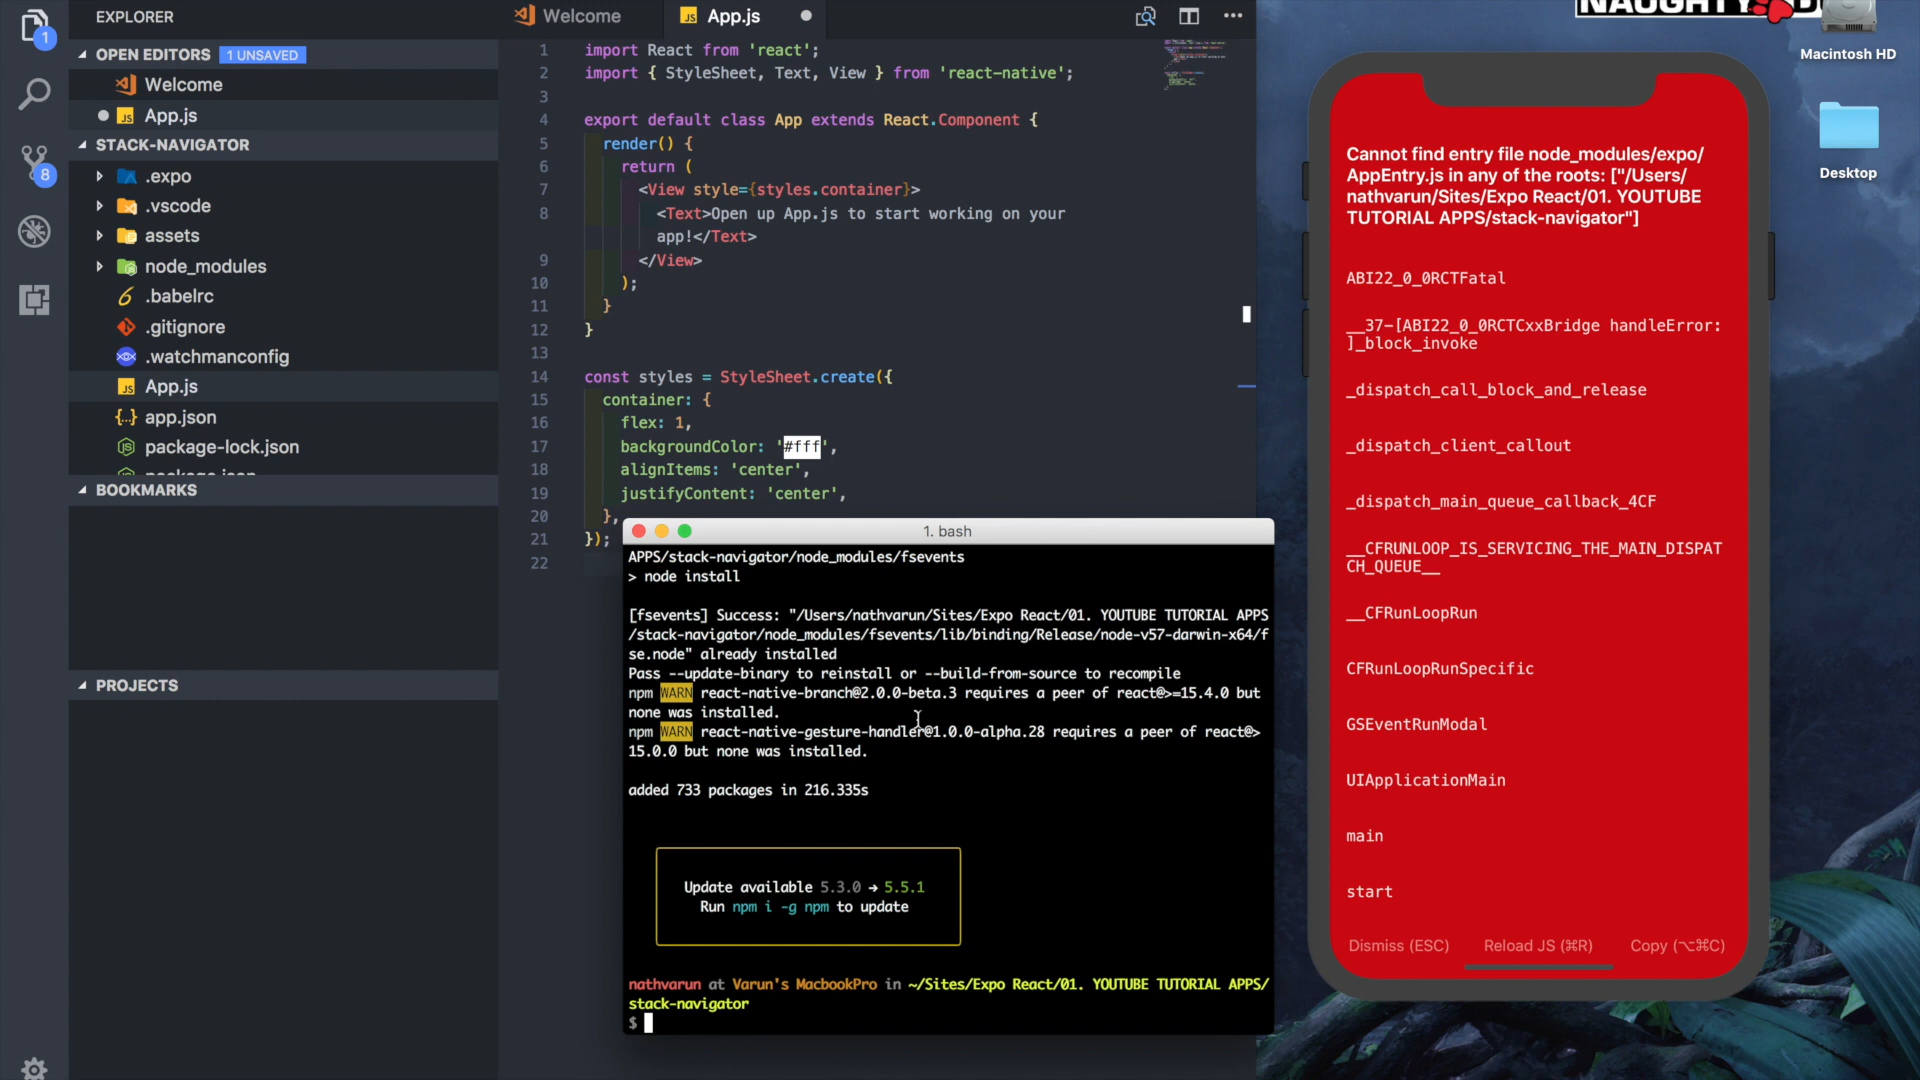 EXPLORER
OPEN EDITORS 1 UNSAVED
Welcome
App.js
STACK-NAVIGATOR
.expo
.vscode
assets
node_modules
.babelrc
.gitignore
.watchmanconfig
App.js
app.json
package-lock.json
package.json
BOOKMARKS
PROJECTS
1
8
Welcome
App.js
1 import React from 'react';
2 import { StyleSheet, Text, View } from 'react-native';
3
4 export default class App extends React.Component {
5 render() {
6 return (
7 <View style={styles.container}>
8 <Text>Open up App.js to start working on your
app!</Text>
9 </View>
10 );
11 }
12 }
13
14 const styles = StyleSheet.create({
15 container: {
16 flex: 1,
17 backgroundColor: '#fff',
18 alignItems: 'center',
19 justifyContent: 'center',
20 },
21 });
22
1. bash
APPS/stack-navigator/node_modules/fsevents
> node install
[fsevents] Success: "/Users/nathvarun/Sites/Expo React/01. YOUTUBE TUTORIAL APPS
/stack-navigator/node_modules/fsevents/lib/binding/Release/node-v57-darwin-x64/f
se.node" already installed
Pass --update-binary to reinstall or --build-from-source to recompile
npm WARN react-native-branch@2.0.0-beta.3 requires a peer of react@>=15.4.0 but
none was installed.
npm WARN react-native-gesture-handler@1.0.0-alpha.28 requires a peer of react@>
15.0.0 but none was installed.
added 733 packages in 216.335s
Update available 5.3.0 → 5.5.1
Run npm i -g npm to update
nathvarun at Varun's MacbookPro in ~/Sites/Expo React/01. YOUTUBE TUTORIAL APPS/
stack-navigator
$
NAUGHTY
Macintosh HD
Desktop
Cannot find entry file node_modules/expo/
AppEntry.js in any of the roots: ["/Users/
nathvarun/Sites/Expo React/01. YOUTUBE
TUTORIAL APPS/stack-navigator"]
ABI22_0_0RCTFatal
__37-[ABI22_0_0RCTCxxBridge handleError:
]_block_invoke
_dispatch_call_block_and_release
_dispatch_client_callout
_dispatch_main_queue_callback_4CF
__CFRUNLOOP_IS_SERVICING_THE_MAIN_DISPAT
CH_QUEUE__
__CFRunLoopRun
CFRunLoopRunSpecific
GSEventRunModal
UIApplicationMain
main
start
Dismiss (ESC) Reload JS (⌘R) Copy (⌥⌘C)